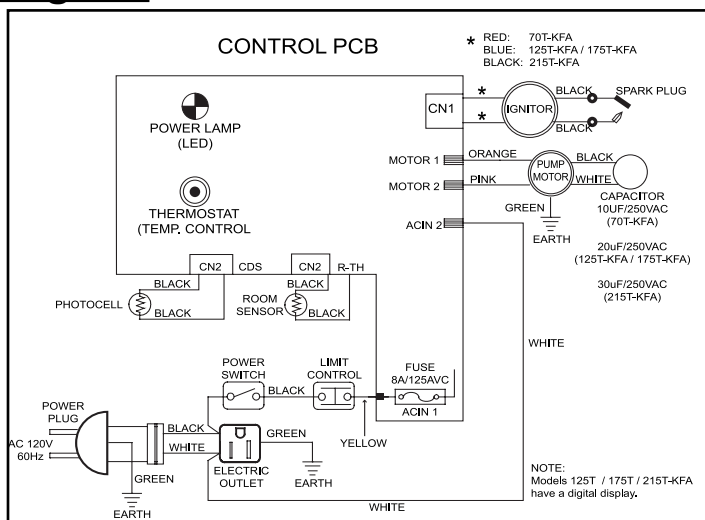 CONTROL PCB
* RED: 70T-KFA
BLUE: 125T-KFA / 175T-KFA
BLACK: 215T-KFA
POWER LAMP
(LED)
THERMOSTAT
(TEMP. CONTROL
CN1
*
*
IGNITOR
BLACK
BLACK
SPARK PLUG
MOTOR 1
ORANGE
MOTOR 2
PINK
PUMP
MOTOR
BLACK
WHITE
GREEN
EARTH
CAPACITOR
10UF/250VAC
(70T-KFA)
20uF/250VAC
(125T-KFA / 175T-KFA)
30uF/250VAC
(215T-KFA)
ACIN 2
WHITE
CN2
CDS
BLACK
PHOTOCELL
BLACK
CN2
R-TH
BLACK
ROOM
SENSOR
BLACK
POWER
SWITCH
BLACK
LIMIT
CONTROL
YELLOW
FUSE
8A/125AVC
ACIN 1
POWER
PLUG
AC 120V
60Hz
BLACK
WHITE
GREEN
EARTH
ELECTRIC
OUTLET
GREEN
EARTH
WHITE
NOTE:
Models 125T / 175T / 215T-KFA
have a digital display.